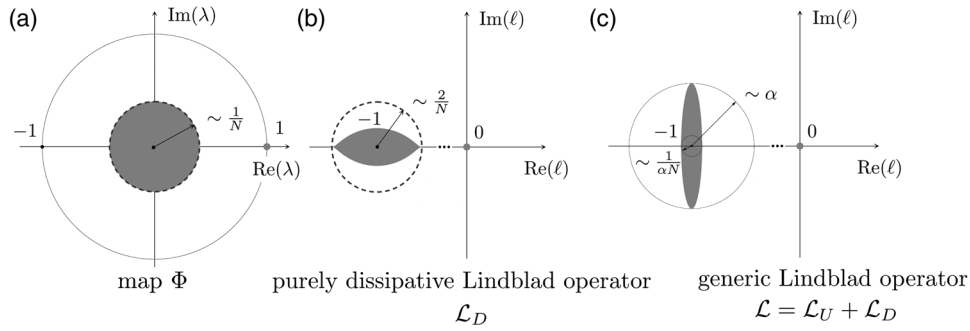 (a)
Im(λ)
∼ 1/N
−1
1
Re(λ)
map Φ
(b)
Im(ℓ)
∼ 2/N
−1
0
Re(ℓ)
purely dissipative Lindblad operator
ℒ_D
(c)
Im(ℓ)
∼ α
−1
0
∼ 1/αN
Re(ℓ)
generic Lindblad operator
ℒ = ℒ_U + ℒ_D